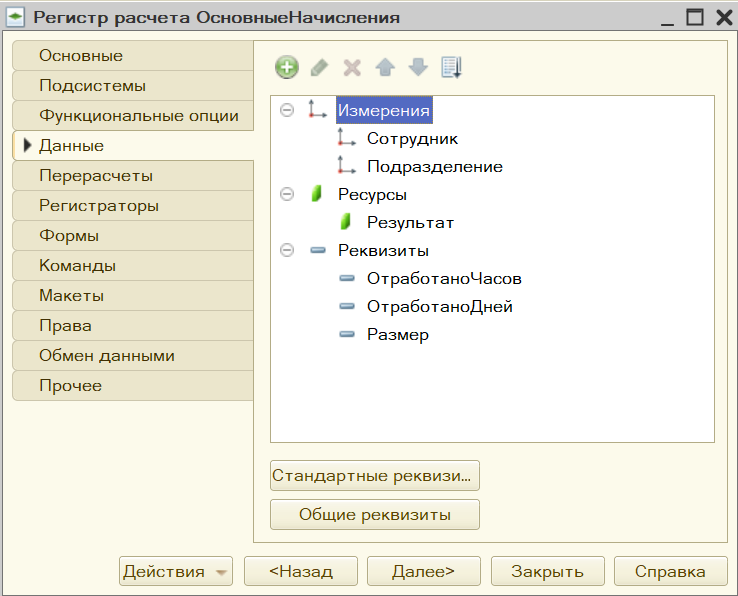 Регистр расчета ОсновныеНачисления
Основные
Подсистемы
Функциональные опции
Данные
Перерасчеты
Регистраторы
Формы
Команды
Макеты
Права
Обмен данными
Прочее
Измерения
Сотрудник
Подразделение
Ресурсы
Результат
Реквизиты
ОтработаноЧасов
ОтработаноДней
Размер
Стандартные реквизи...
Общие реквизиты
Действия <Назад Далее> Закрыть Справка